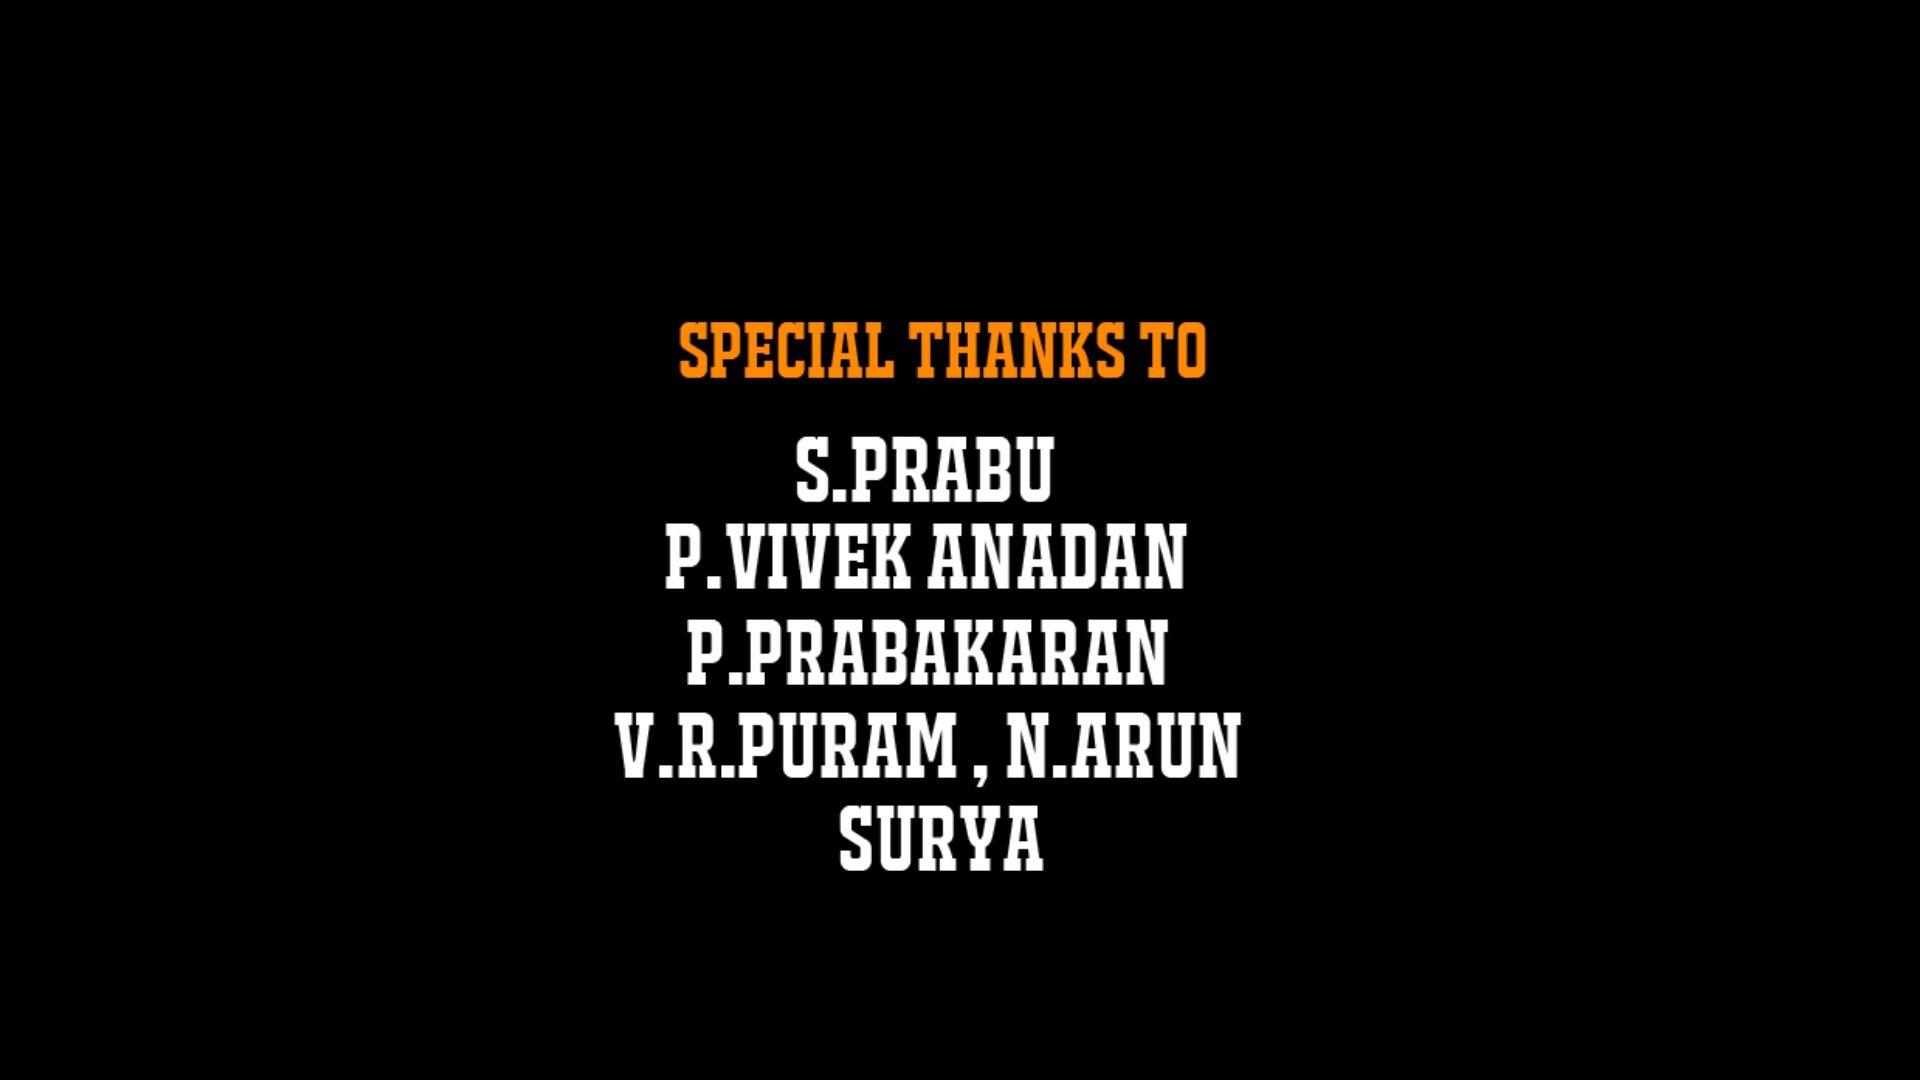 SPECIAL THANKS TO
S.PRABU
P.VIVEK ANADAN
P.PRABAKARAN
V.R.PURAM , N.ARUN
SURYA